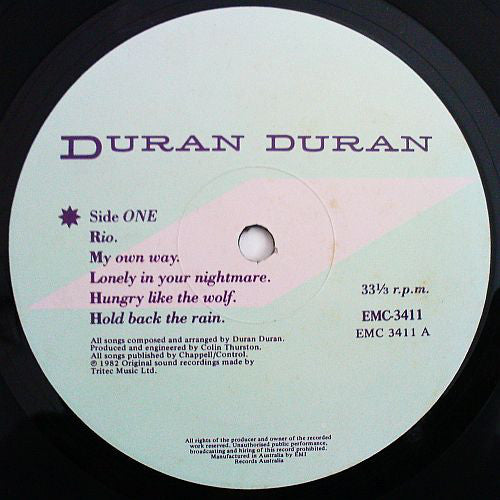 DURAN DURAN
Side ONE
Rio.
My own way.
Lonely in your nightmare.
Hungry like the wolf.
Hold back the rain.
33⅓ r.p.m.
EMC-3411
EMC 3411 A
All songs composed and arranged by Duran Duran.
Produced and engineered by Colin Thurston.
All songs published by Chappell/Control.
℗ 1982 Original sound recordings made by
Tritec Music Ltd.
All rights of the producer and owner of the recorded
work reserved. Unauthorised public performance,
broadcasting and hiring of this record prohibited.
Manufactured in Australia by EMI
Records Australia